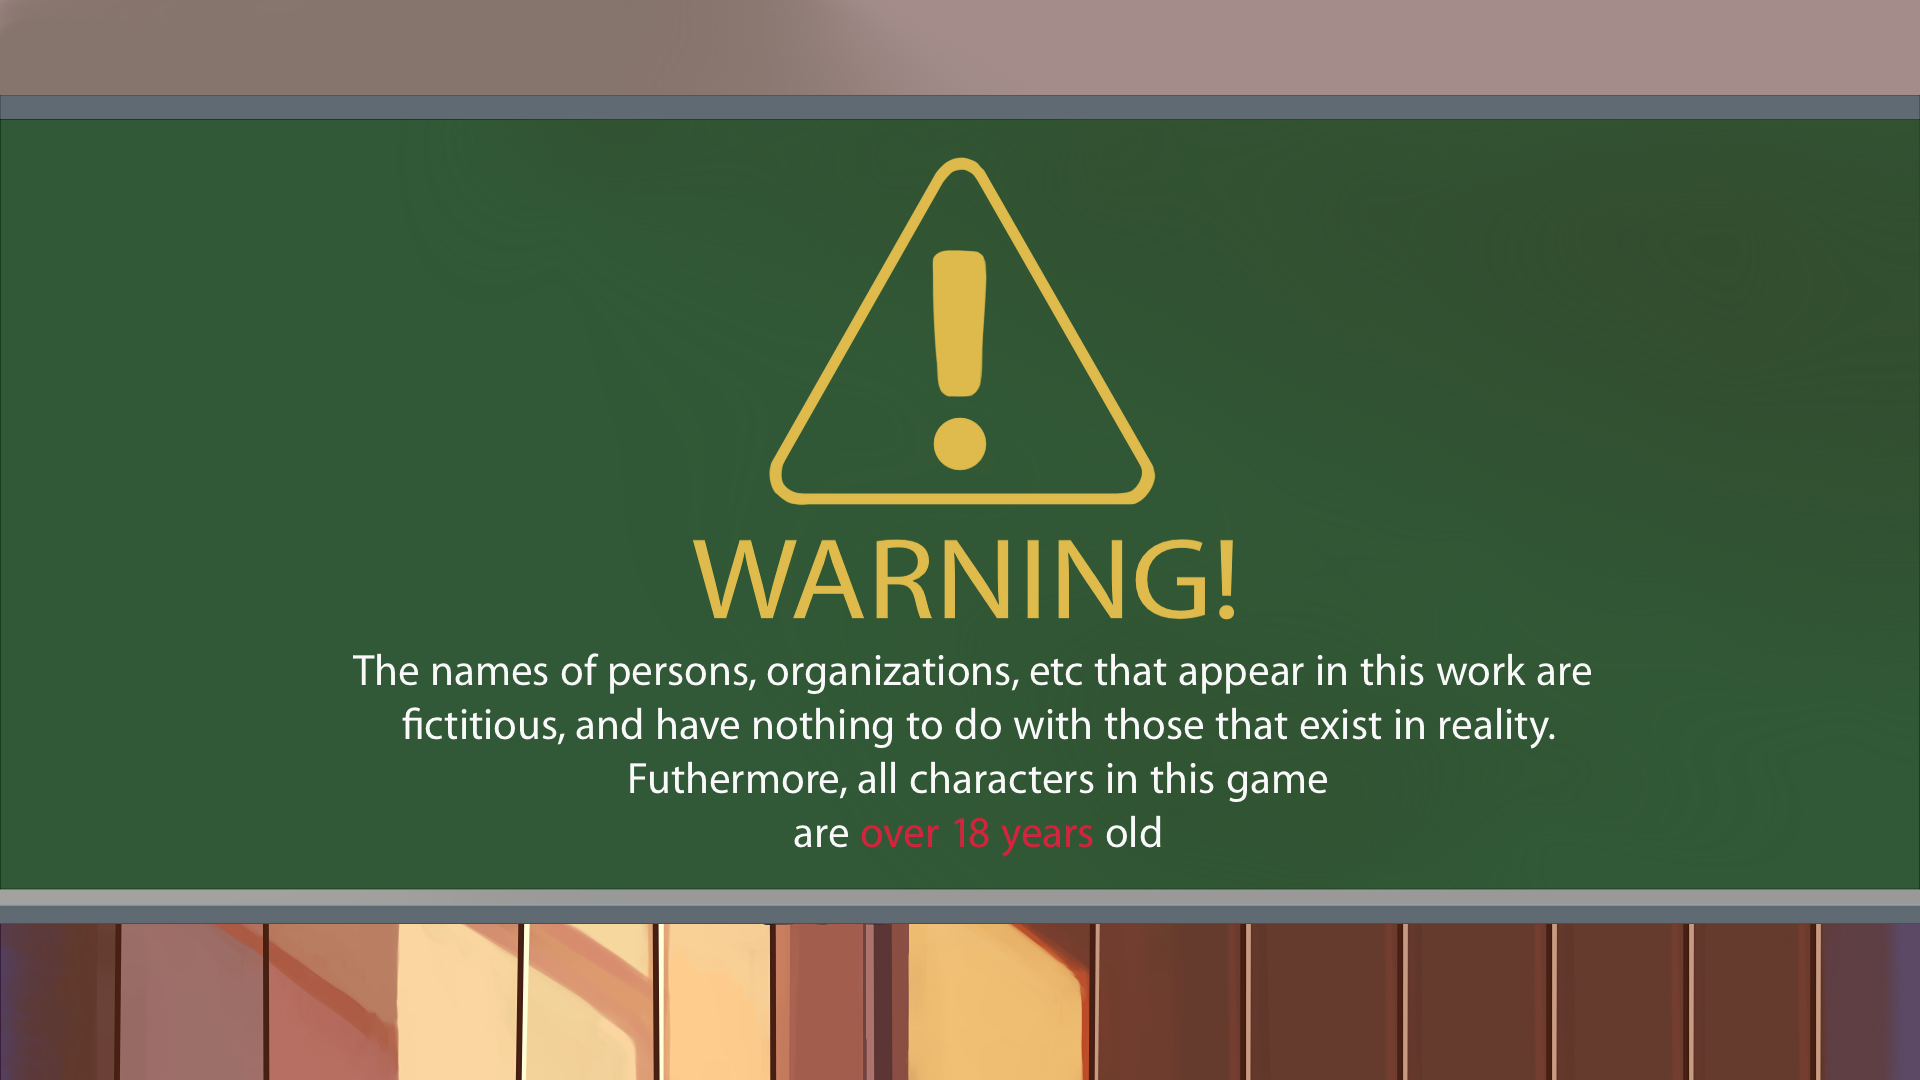 WARNING!
The names of persons, organizations, etc that appear in this work are
fictitious, and have nothing to do with those that exist in reality.
Futhermore, all characters in this game
are over 18 years old